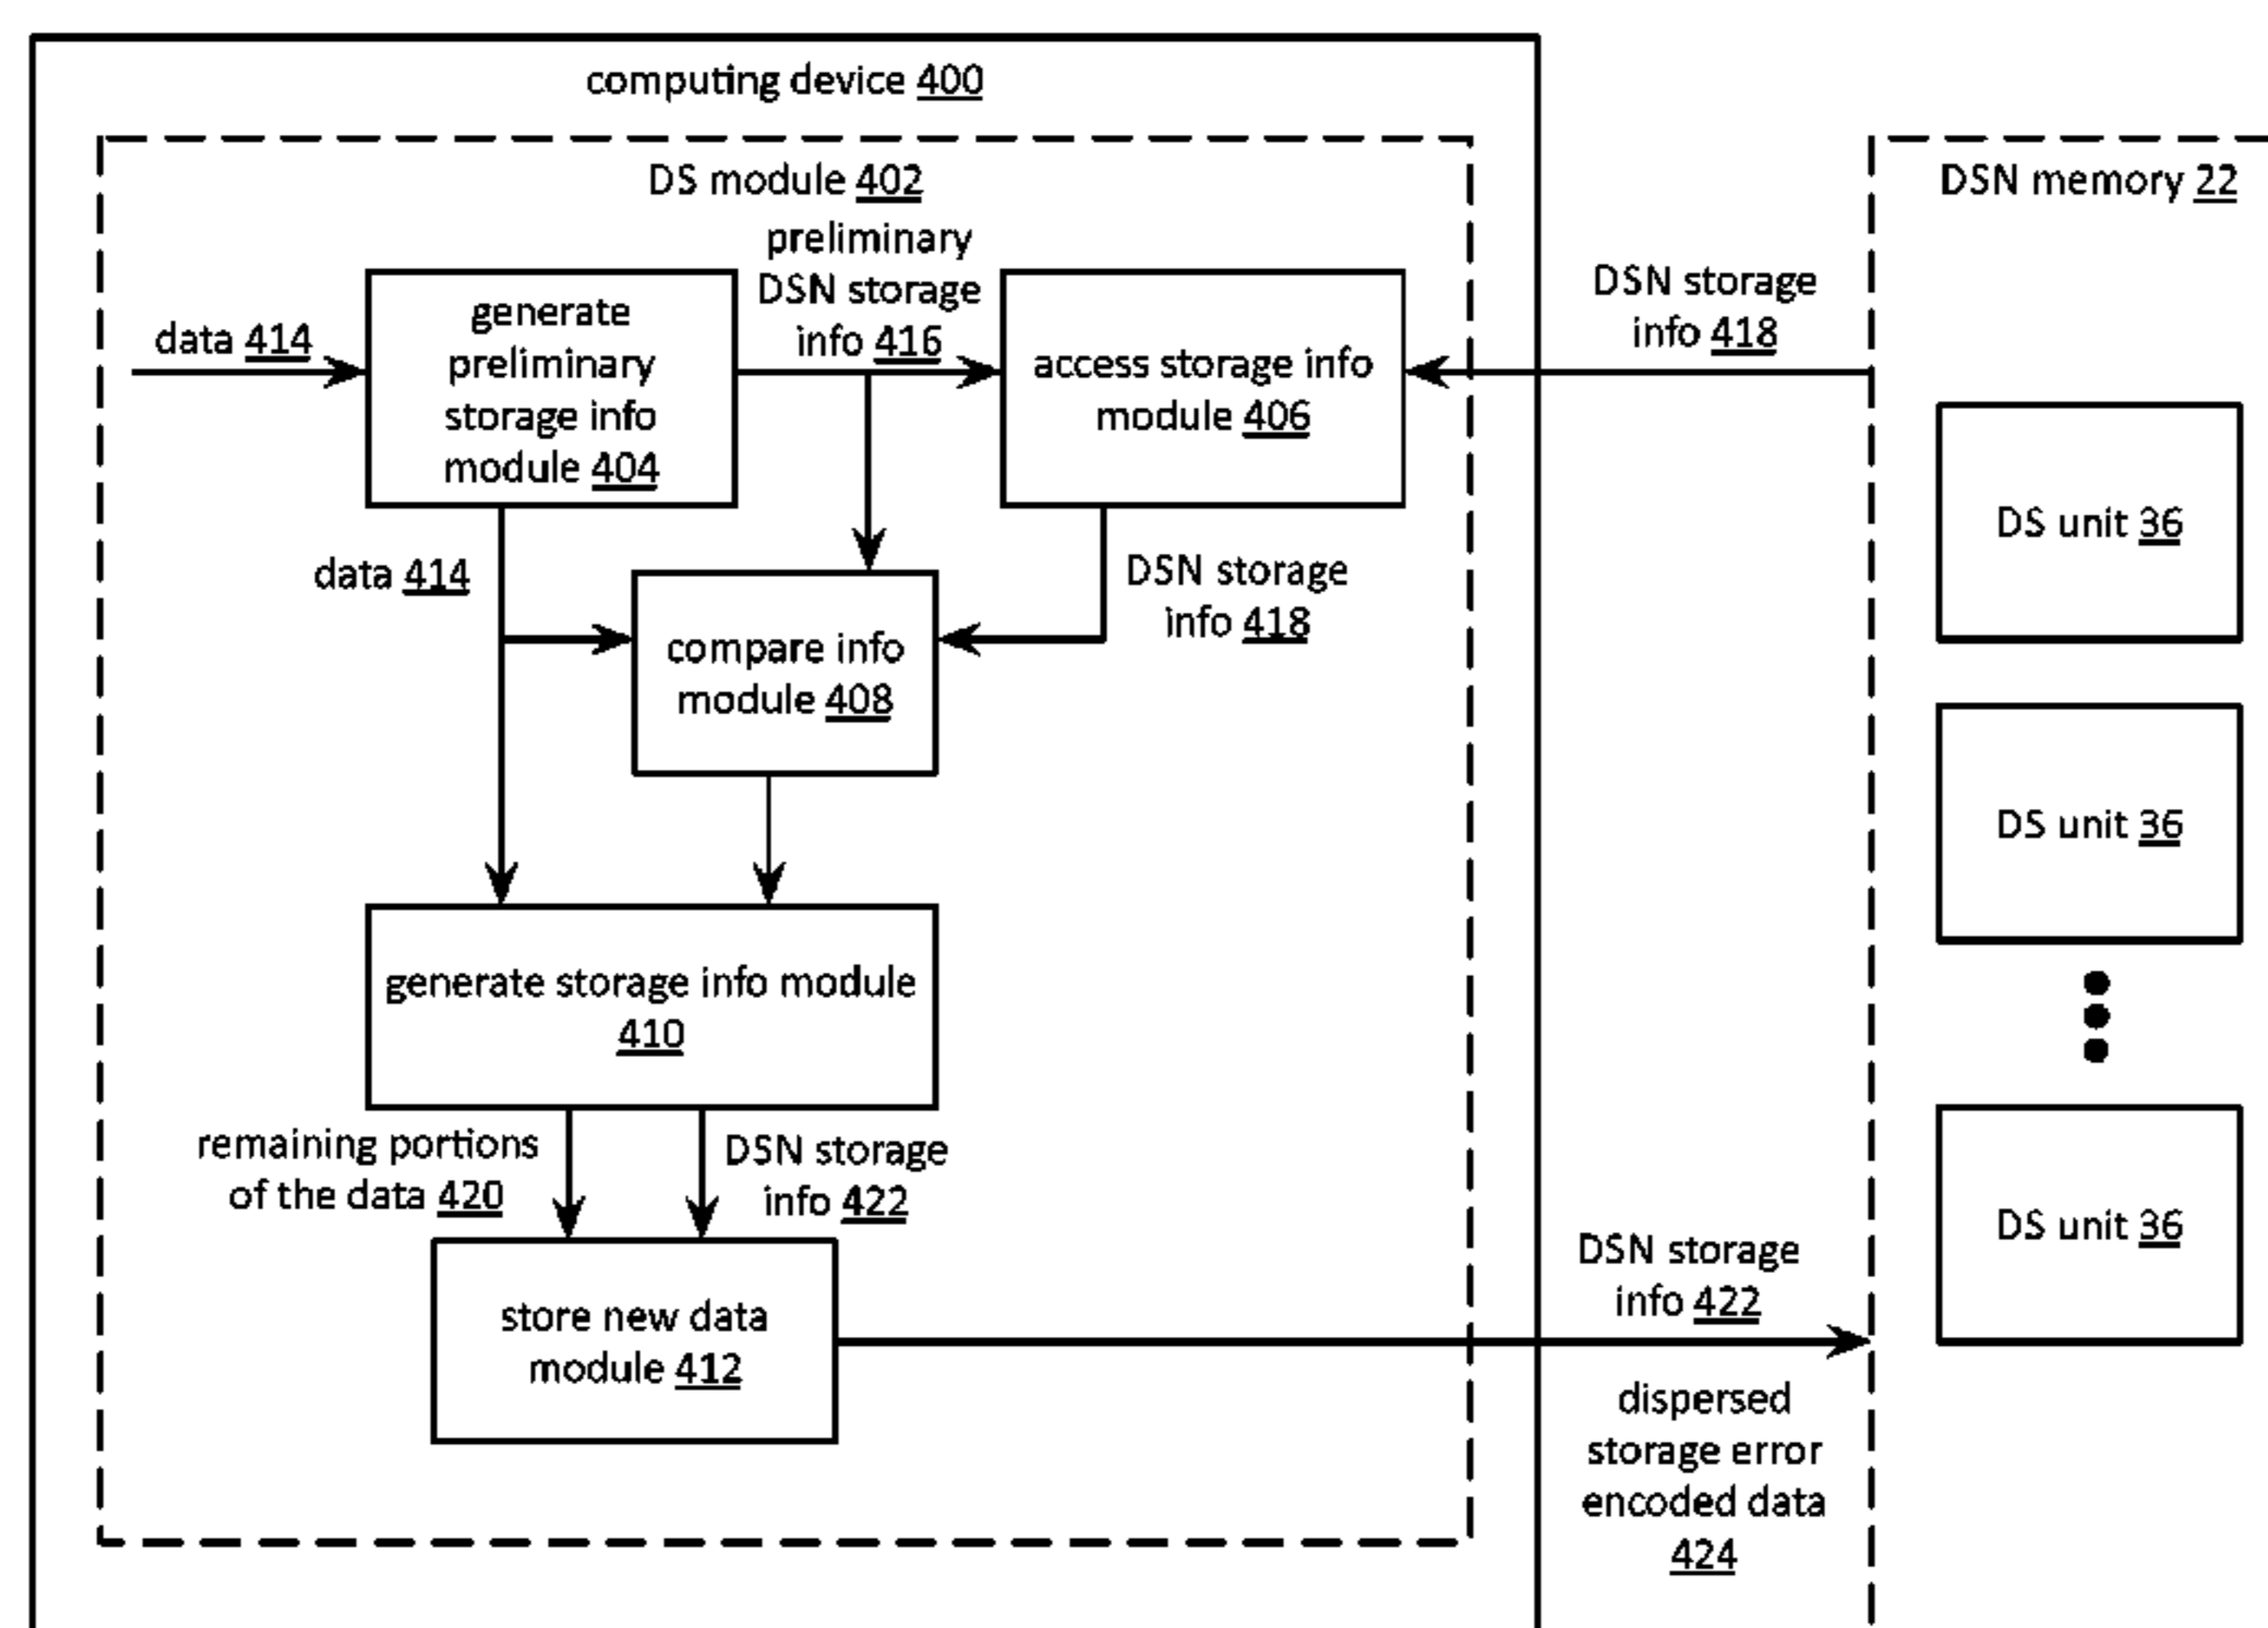 computing device 400
DS module 402
DSN memory 22
preliminary
DSN storage
info 416
data 414
generate
preliminary
storage info
module 404
access storage info
module 406
DSN storage
info 418
DS unit 36
data 414
compare info
module 408
DSN storage
info 418
DS unit 36
generate storage info module
410
remaining portions
of the data 420
DSN storage
info 422
store new data
module 412
DSN storage
info 422
DS unit 36
dispersed
storage error
encoded data
424